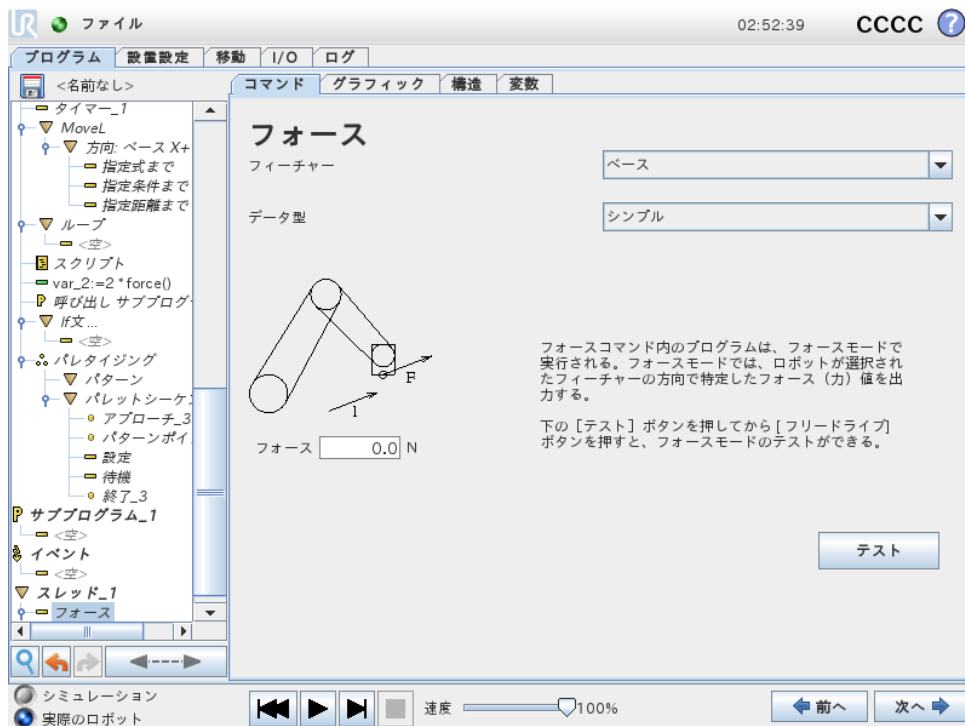 UR ファイル 02:52:39 CCCC ?
プログラム 設置設定 移動 I/O ログ
<名前なし>
コマンド グラフィック 構造 変数
タイマー_1
MoveL
方向: ベース X+
指定式まで
指定条件まで
指定距離まで
ループ
<空>
スクリプト
var_2:=2*force()
P 呼び出し サブプログ
If文 ...
<空>
パレタイジング
パターン
パレットシーケン
アプローチ_3
パターンポイ
設定
待機
終了_3
P サブプログラム_1
<空>
イベント
<空>
スレッド_1
フォース
フォース
フィーチャー
ベース
データ型
シンプル
F
1
フォース 0.0 N
フォースコマンド内のプログラムは、フォースモードで
実行される。フォースモードでは、ロボットが選択され
たフィーチャーの方向で特定したフォース（力）値を出
力する。
下の［テスト］ボタンを押してから [ フリードライブ]
ボタンを押すと、フォースモードのテストができる。
テスト
シミュレーション
実際のロボット
速度 100%
前へ 次へ